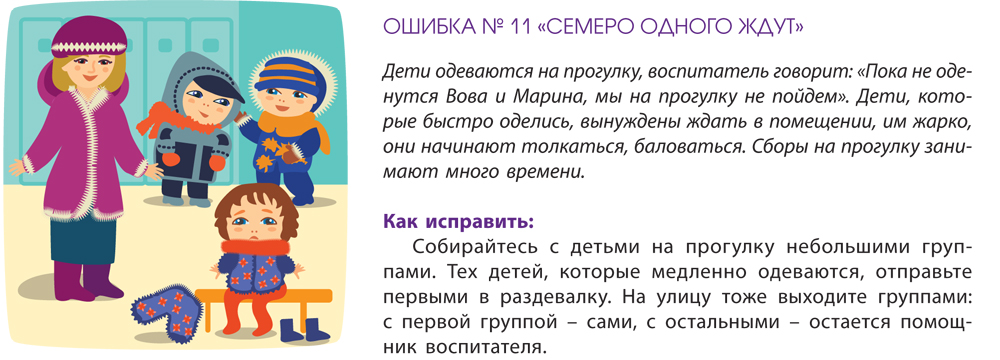 ОШИБКА № 11 «СЕМЕРО ОДНОГО ЖДУТ»
Дети одеваются на прогулку, воспитатель говорит: «Пока не оде-
нутся Вова и Марина, мы на прогулку не пойдем». Дети, кото-
рые быстро оделись, вынуждены ждать в помещении, им жарко,
они начинают толкаться, баловаться. Сборы на прогулку зани-
мают много времени.
Как исправить:
Собирайтесь с детьми на прогулку небольшими груп-
пами. Тех детей, которые медленно одеваются, отправьте
первыми в раздевалку. На улицу тоже выходите группами:
с первой группой – сами, с остальными – остается помощ-
ник воспитателя.